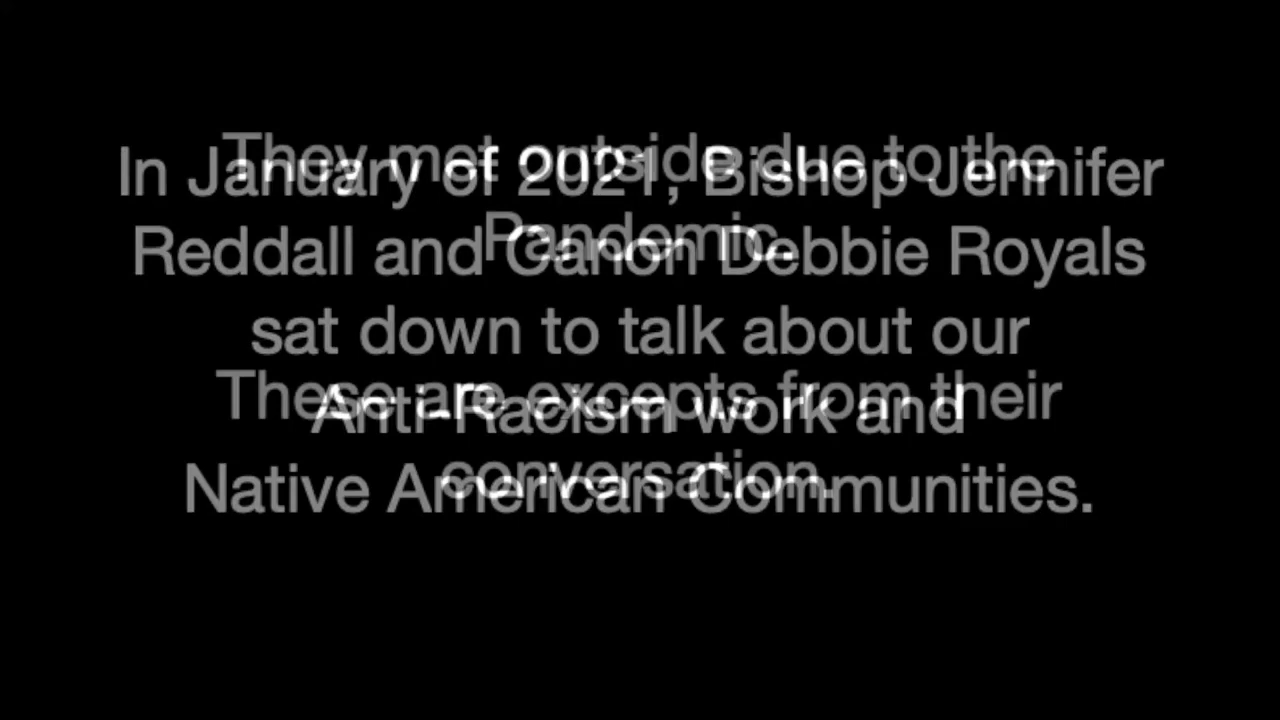 In January of 2021, Bishop Jennifer
Reddall and Canon Debbie Royals
sat down to talk about our
Anti-Racism work and
Native American Communities.
They met outside due to the
Pandemic.
These are excepts from their
conversation.